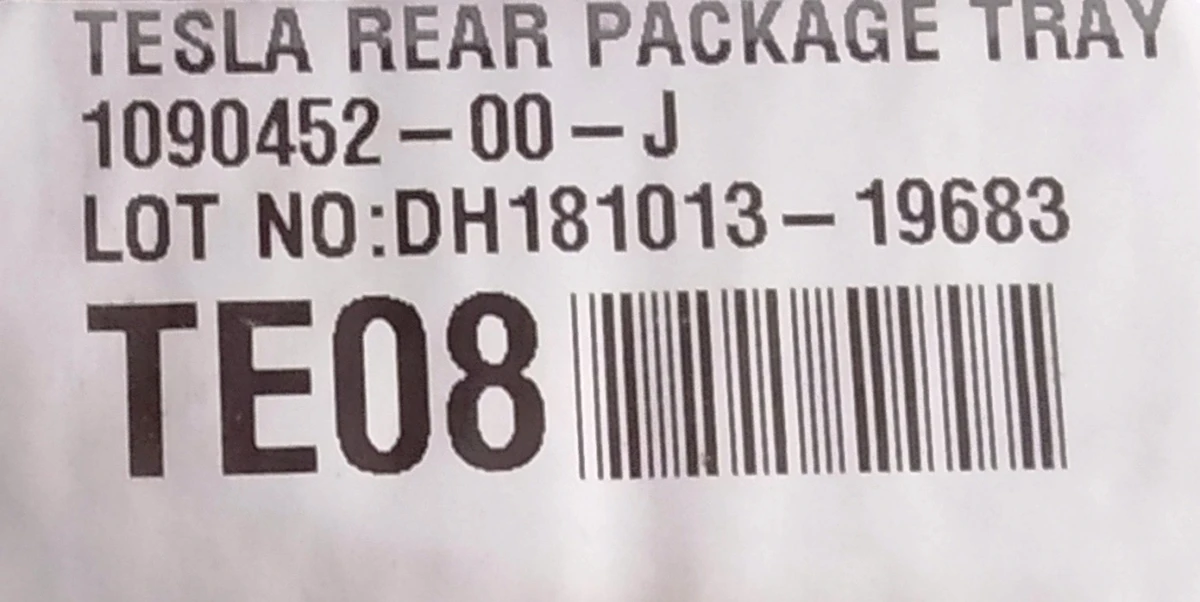 TESLA REAR PACKAGE TRAY
1090452-00-J
LOT NO:DH181013-19683
TE08